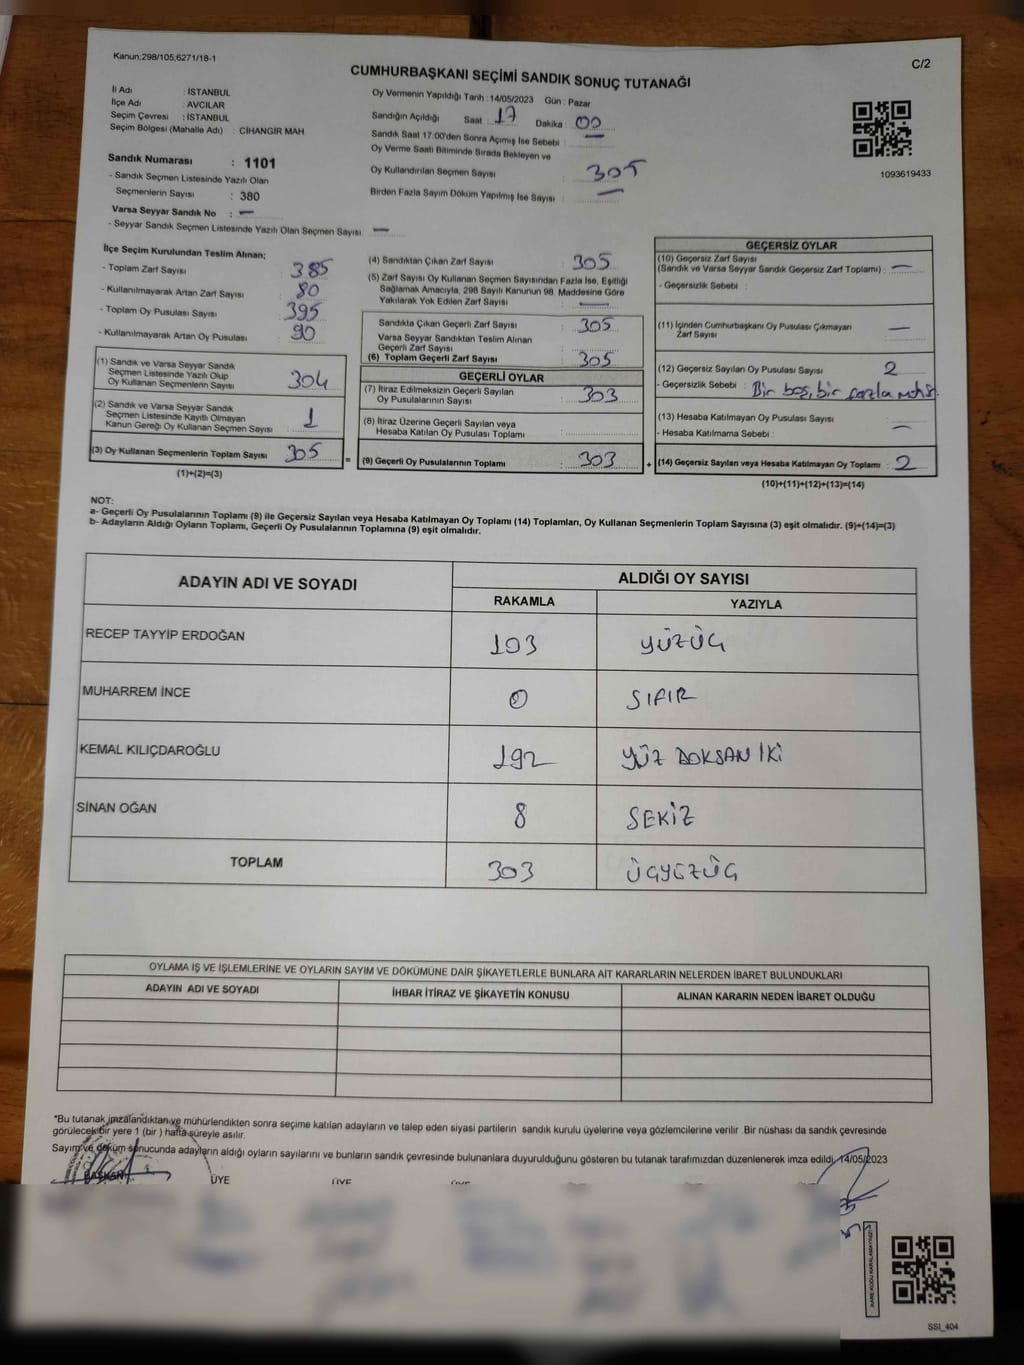 Kanun:298/105,6271/18-1
C/2
CUMHURBAŞKANI SEÇİMİ SANDIK SONUÇ TUTANAĞI
İl Adı : İSTANBUL
İlçe Adı : AVCILAR
Seçim Çevresi : İSTANBUL
Seçim Bölgesi (Mahalle Adı) : CİHANGİR MAH.
Sandık Numarası : 1101
- Sandık Seçmen Listesinde Yazılı Olan
Seçmenlerin Sayısı : 380
Varsa Seyyar Sandık No : —
- Seyyar Sandık Seçmen Listesinde Yazılı Olan Seçmen Sayısı : —
Oy Vermenin Yapıldığı Tarih : 14/05/2023 Gün : Pazar
Sandığın Açıldığı Saat : 17 Dakika : 00
Sandık Saat 17:00'den Sonra Açımış İse Sebebi : —
Oy Verme Saati Bitiminde Sırada Bekleyen ve
Oy Kullandırılan Seçmen Sayısı : 305
Birden Fazla Sayım Döküm Yapılmış İse Sayısı : —
1093619433
İlçe Seçim Kurulundan Teslim Alınan;
- Toplam Zarf Sayısı : 385
- Kullanılmayarak Artan Zarf Sayısı : 80
- Toplam Oy Pusulası Sayısı : 395
- Kullanılmayarak Artan Oy Pusulası : 90
(1) Sandık ve Varsa Seyyar Sandık
Seçmen Listesinde Yazılı Olup
Oy Kullanan Seçmenlerin Sayısı : 304
(2) Sandık ve Varsa Seyyar Sandık
Seçmen Listesinde Kayıtlı Olmayan
Kanun Gereği Oy Kullanan Seçmen Sayısı : 1
(3) Oy Kullanan Seçmenlerin Toplam Sayısı : 305
(1)+(2)=(3)
(4) Sandıktan Çıkan Zarf Sayısı : 305
(5) Zarf Sayısı Oy Kullanan Seçmen Sayısından Fazla İse, Eşitliği
Sağlamak Amacıyla, 298 Sayılı Kanunun 98. Maddesine Göre
Yakılarak Yok Edilen Zarf Sayısı : —
Sandıkta Çıkan Geçerli Zarf Sayısı : 305
Varsa Seyyar Sandıktan Teslim Alınan
Geçerli Zarf Sayısı :
(6) Toplam Geçerli Zarf Sayısı : 305
GEÇERLİ OYLAR
(7) İtiraz Edilmeksizin Geçerli Sayılan
Oy Pusulalarının Sayısı : 303
(8) İtiraz Üzerine Geçerli Sayılan veya
Hesaba Katılan Oy Pusulası Toplamı :
= (9) Geçerli Oy Pusulalarının Toplamı : 303 +
GEÇERSİZ OYLAR
(10) Geçersiz Zarf Sayısı
(Sandık ve Varsa Seyyar Sandık Geçersiz Zarf Toplamı) : —
- Geçersizlik Sebebi :
(11) İçinden Cumhurbaşkanı Oy Pusulası Çıkmayan
Zarf Sayısı : —
(12) Geçersiz Sayılan Oy Pusulası Sayısı : 2
- Geçersizlik Sebebi : Bir boş, bir fazla
(13) Hesaba Katılmayan Oy Pusulası Sayısı : —
- Hesaba Katılmama Sebebi :
(14) Geçersiz Sayılan veya Hesaba Katılmayan Oy Toplamı : 2
(10)+(11)+(12)+(13)=(14)
NOT:
a- Geçerli Oy Pusulalarının Toplamı (9) ile Geçersiz Sayılan veya Hesaba Katılmayan Oy Toplamı (14) Toplamları, Oy Kullanan Seçmenlerin Toplam Sayısına (3) eşit olmalıdır. (9)+(14)=(3)
b- Adayların Aldığı Oyların Toplamı, Geçerli Oy Pusulalarının Toplamına (9) eşit olmalıdır.
ADAYIN ADI VE SOYADI
ALDIĞI OY SAYISI
RAKAMLA YAZIYLA
RECEP TAYYİP ERDOĞAN 103 YÜZÜÇ
MUHARREM İNCE 0 SIFIR
KEMAL KILIÇDAROĞLU 192 YÜZ DOKSAN İKİ
SİNAN OĞAN 8 SEKİZ
TOPLAM 303 ÜÇYÜZÜÇ
OYLAMA İŞ VE İŞLEMLERİNE VE OYLARIN SAYIM VE DÖKÜMÜNE DAİR ŞİKAYETLERLE BUNLARA AİT KARARLARIN NELERDEN İBARET BULUNDUKLARI
ADAYIN ADI VE SOYADI İHBAR İTİRAZ VE ŞİKAYETİN KONUSU ALINAN KARARIN NEDEN İBARET OLDUĞU
*Bu tutanak imzalandıktan ve mühürlendikten sonra seçime katılan adayların ve talep eden siyasi partilerin sandık kurulu üyelerine veya gözlemcilerine verilir. Bir nüshası da sandık çevresinde
görülecek bir yere 1 (bir) hafta süreyle asılır.
Sayım ve döküm sonucunda adayların aldığı oyların sayılarını ve bunların sandık çevresinde bulunanlara duyurulduğunu gösteren bu tutanak tarafımızdan düzenlenerek imza edildi. 14/05/2023
BAŞKAN ÜYE ÜYE
KARE KODU KARALAMAYINIZ!
SSI_404